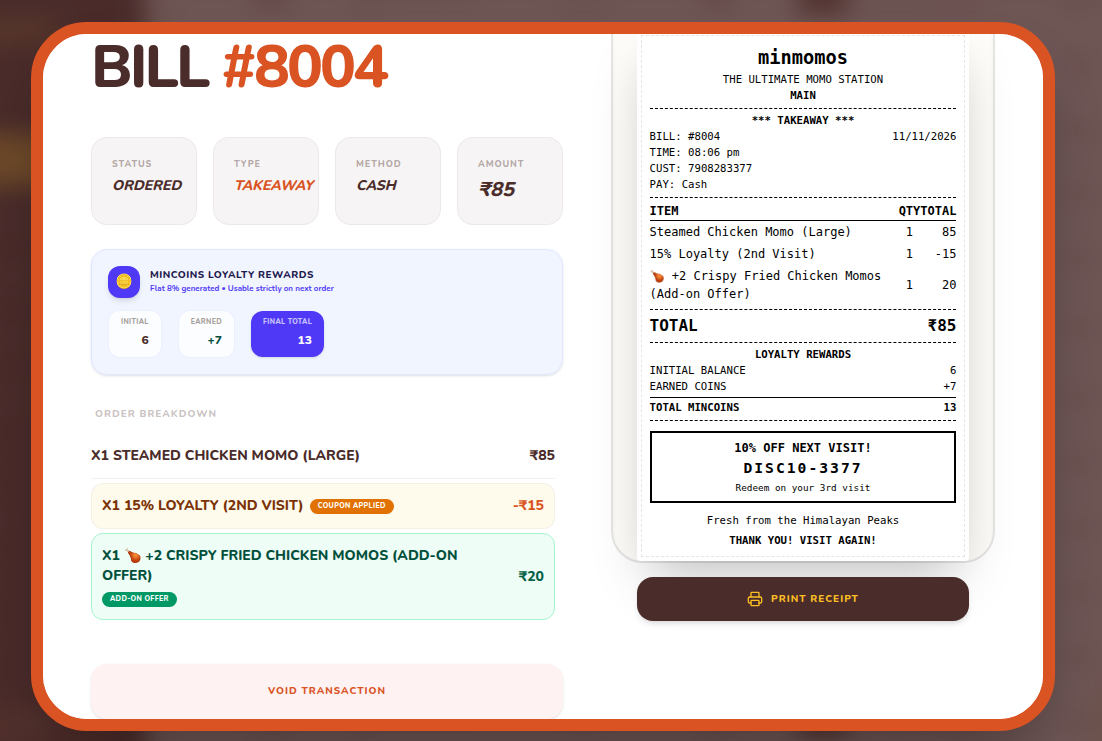 BILL #8004
STATUS
ORDERED
TYPE
TAKEAWAY
METHOD
CASH
AMOUNT
₹85
MINCOINS LOYALTY REWARDS
Flat 8% generated • Usable strictly on next order
INITIAL
6
EARNED
+7
FINAL TOTAL
13
ORDER BREAKDOWN
X1 STEAMED CHICKEN MOMO (LARGE) ₹85
X1 15% LOYALTY (2ND VISIT) COUPON APPLIED -₹15
X1 🍗 +2 CRISPY FRIED CHICKEN MOMOS (ADD-ON
OFFER) ₹20
ADD-ON OFFER
VOID TRANSACTION
minmomos
THE ULTIMATE MOMO STATION
MAIN
*** TAKEAWAY ***
BILL: #8004 11/11/2026
TIME: 08:06 pm
CUST: 7908283377
PAY: Cash
ITEM QTYTOTAL
Steamed Chicken Momo (Large) 1 85
15% Loyalty (2nd Visit) 1 -15
🍗 +2 Crispy Fried Chicken Momos
(Add-on Offer) 1 20
TOTAL ₹85
LOYALTY REWARDS
INITIAL BALANCE 6
EARNED COINS +7
TOTAL MINCOINS 13
10% OFF NEXT VISIT!
DISC10-3377
Redeem on your 3rd visit
Fresh from the Himalayan Peaks
THANK YOU! VISIT AGAIN!
PRINT RECEIPT